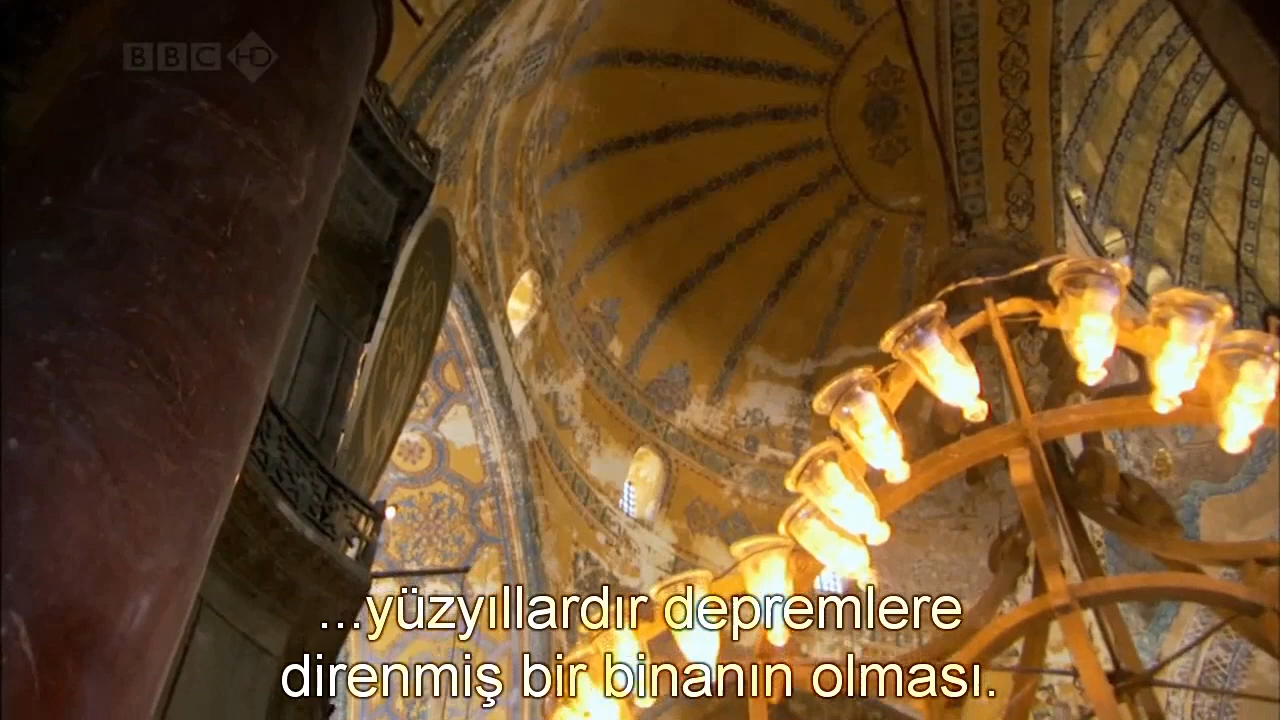 BBC HD
...yüzyıllardır depremlere
direnmiş bir binanın olması.